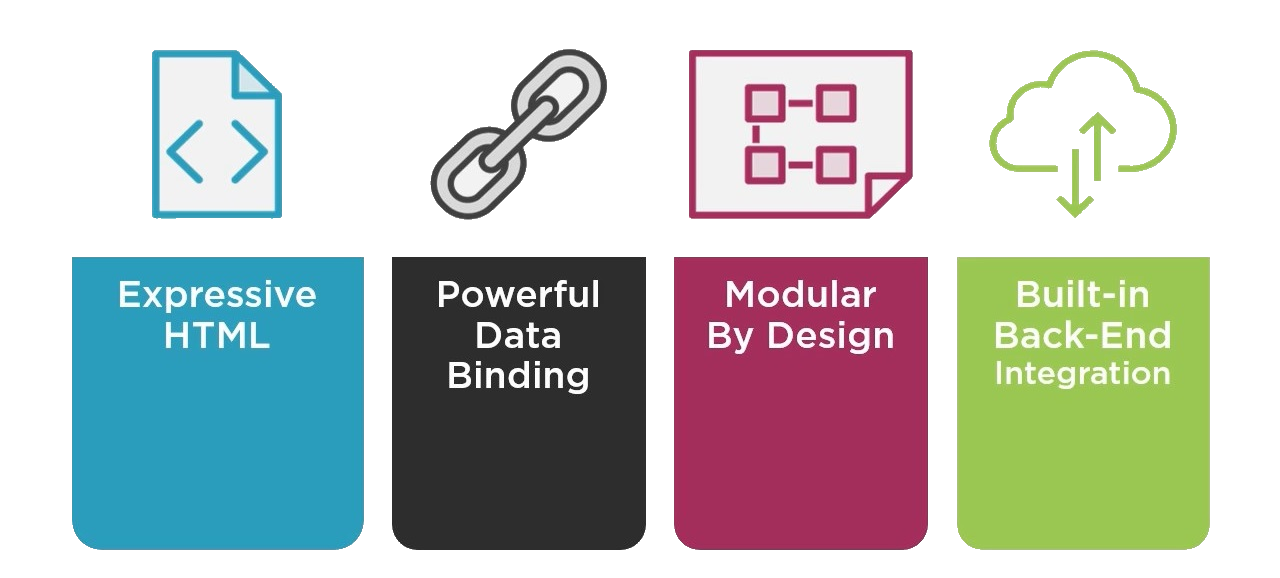 Expressive
HTML
Powerful
Data
Binding
Modular
By Design
Built-in
Back-End
Integration